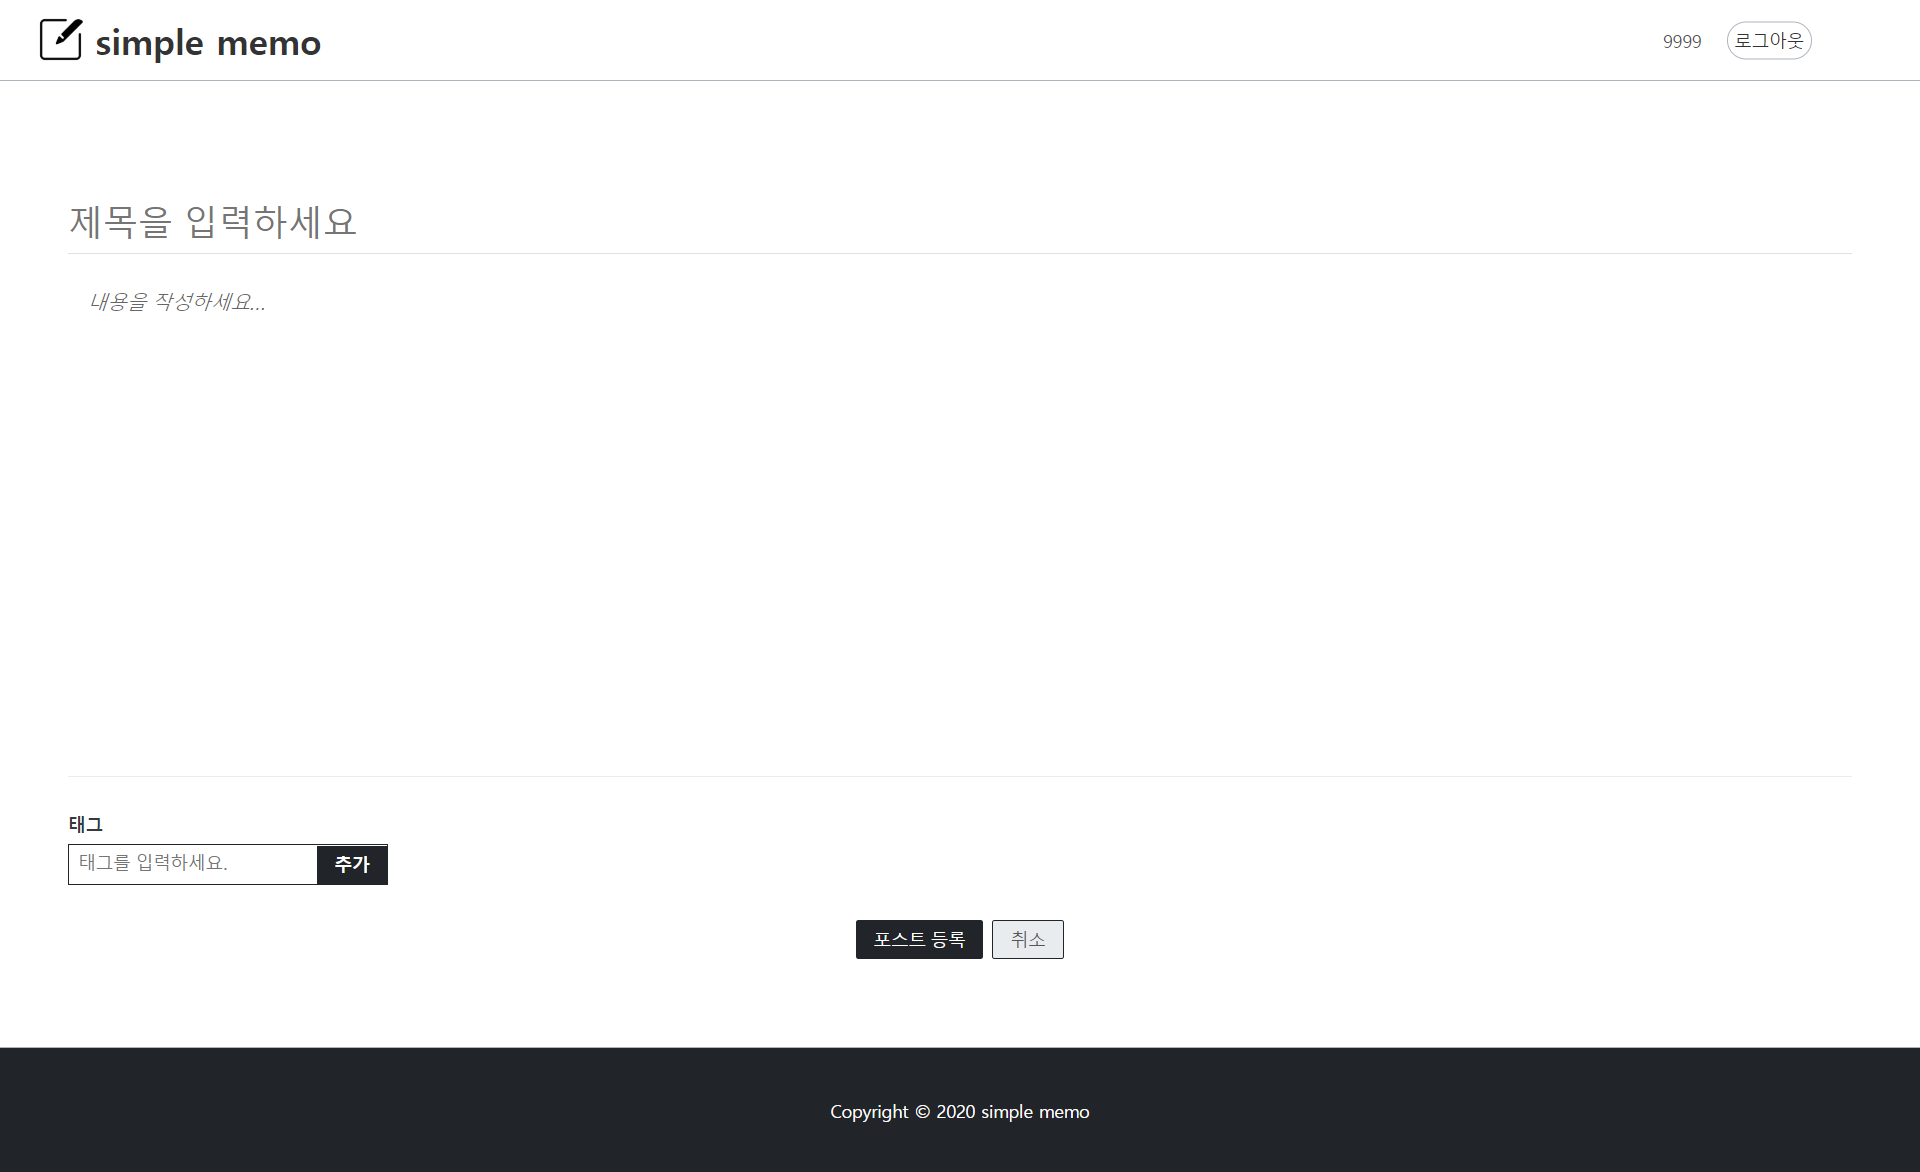 simple memo
9999
로그아웃
제목을 입력하세요
내용을 작성하세요...
태그
태그를 입력하세요.
추가
포스트 등록
취소
Copyright © 2020 simple memo